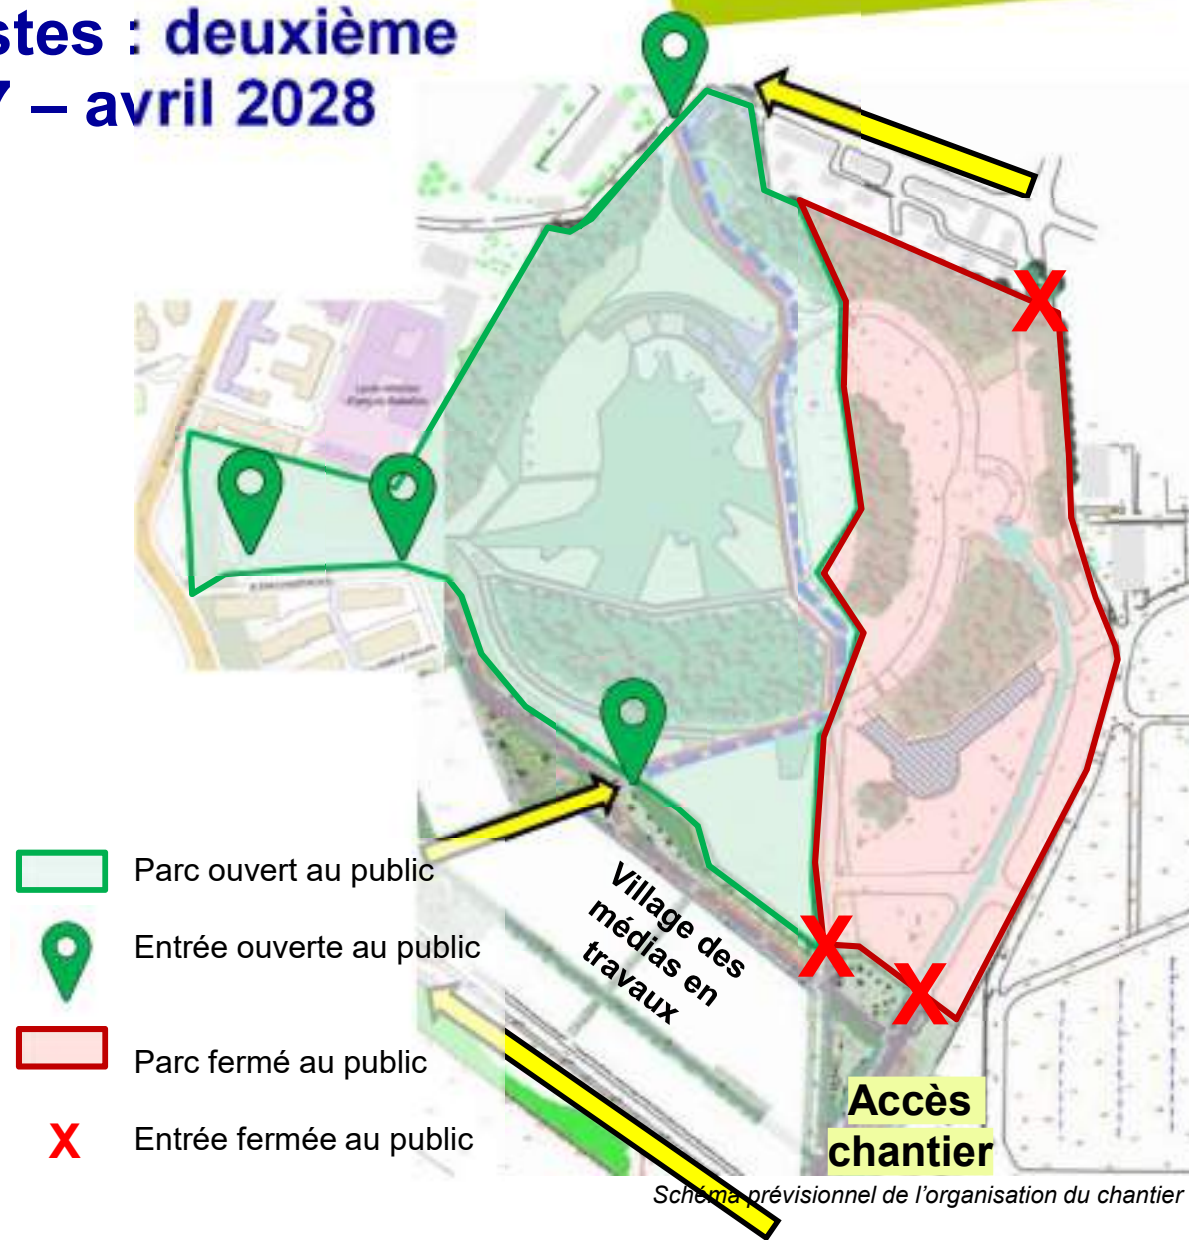 stes : deuxième
7 – avril 2028
Parc ouvert au public
Entrée ouverte au public
Parc fermé au public
X Entrée fermée au public
X
X
X
Village des
médias en
travaux
Accès
chantier
Schéma prévisionnel de l'organisation du chantier